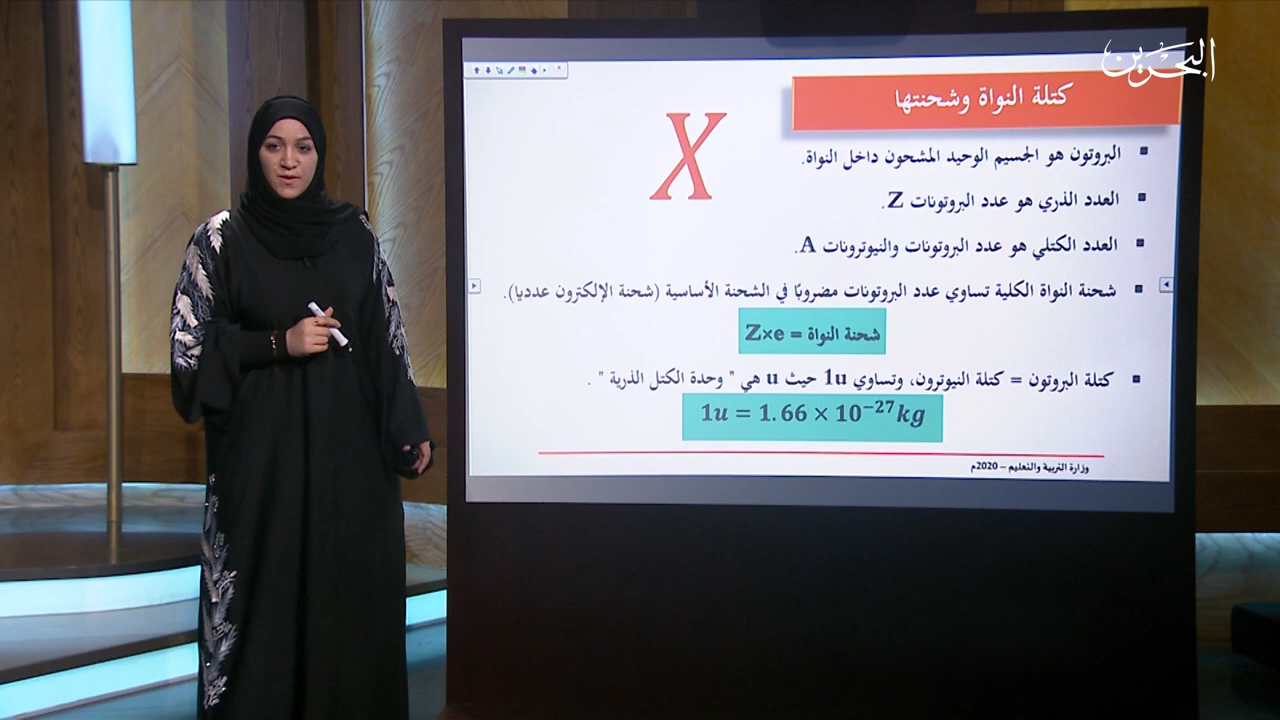 البحرين
كتلة النواة وشحنتها
X
البروتون هو الجسيم الوحيد المشحون داخل النواة.
العدد الذري هو عدد البروتونات Z.
العدد الكتلي هو عدد البروتونات والنيوترونات A.
شحنة النواة الكلية تساوي عدد البروتونات مضروبًا في الشحنة الأساسية (شحنة الإلكترون عدديا).
شحنة النواة = Z×e
كتلة البروتون = كتلة النيوترون، وتساوي 1u حيث u هي " وحدة الكتل الذرية " .
1u = 1.66 × 10⁻²⁷ kg
وزارة التربية والتعليم – 2020م